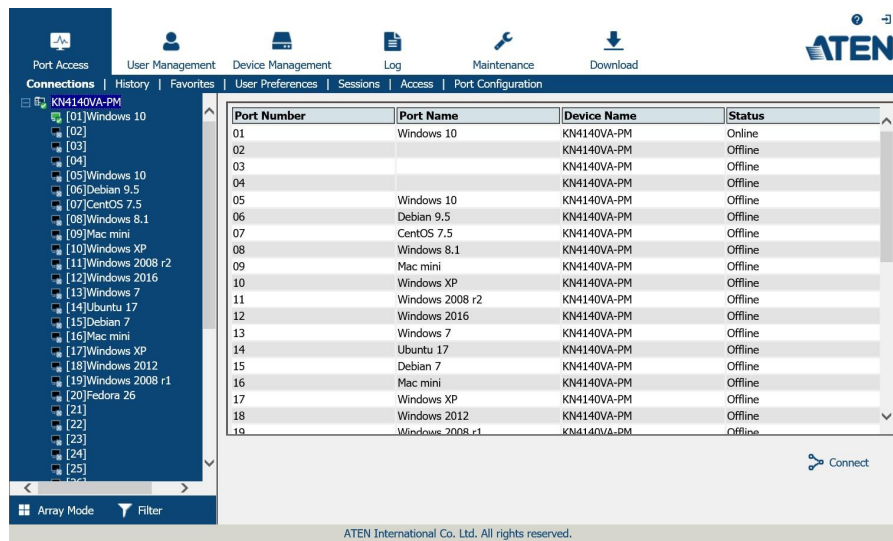 ATEN
Port Access User Management Device Management Log Maintenance Download
Connections | History | Favorites | User Preferences | Sessions | Access | Port Configuration
KN4140VA-PM
[01]Windows 10
[02]
[03]
[04]
[05]Windows 10
[06]Debian 9.5
[07]CentOS 7.5
[08]Windows 8.1
[09]Mac mini
[10]Windows XP
[11]Windows 2008 r2
[12]Windows 2016
[13]Windows 7
[14]Ubuntu 17
[15]Debian 7
[16]Mac mini
[17]Windows XP
[18]Windows 2012
[19]Windows 2008 r1
[20]Fedora 26
[21]
[22]
[23]
[24]
[25]
[26]
Array Mode Filter
Port Number Port Name Device Name Status
01 Windows 10 KN4140VA-PM Online
02 KN4140VA-PM Offline
03 KN4140VA-PM Offline
04 KN4140VA-PM Offline
05 Windows 10 KN4140VA-PM Offline
06 Debian 9.5 KN4140VA-PM Offline
07 CentOS 7.5 KN4140VA-PM Offline
08 Windows 8.1 KN4140VA-PM Offline
09 Mac mini KN4140VA-PM Offline
10 Windows XP KN4140VA-PM Offline
11 Windows 2008 r2 KN4140VA-PM Offline
12 Windows 2016 KN4140VA-PM Offline
13 Windows 7 KN4140VA-PM Offline
14 Ubuntu 17 KN4140VA-PM Offline
15 Debian 7 KN4140VA-PM Offline
16 Mac mini KN4140VA-PM Offline
17 Windows XP KN4140VA-PM Offline
18 Windows 2012 KN4140VA-PM Offline
19 Windows 2008 r1 KN4140VA-PM Offline
Connect
ATEN International Co. Ltd. All rights reserved.